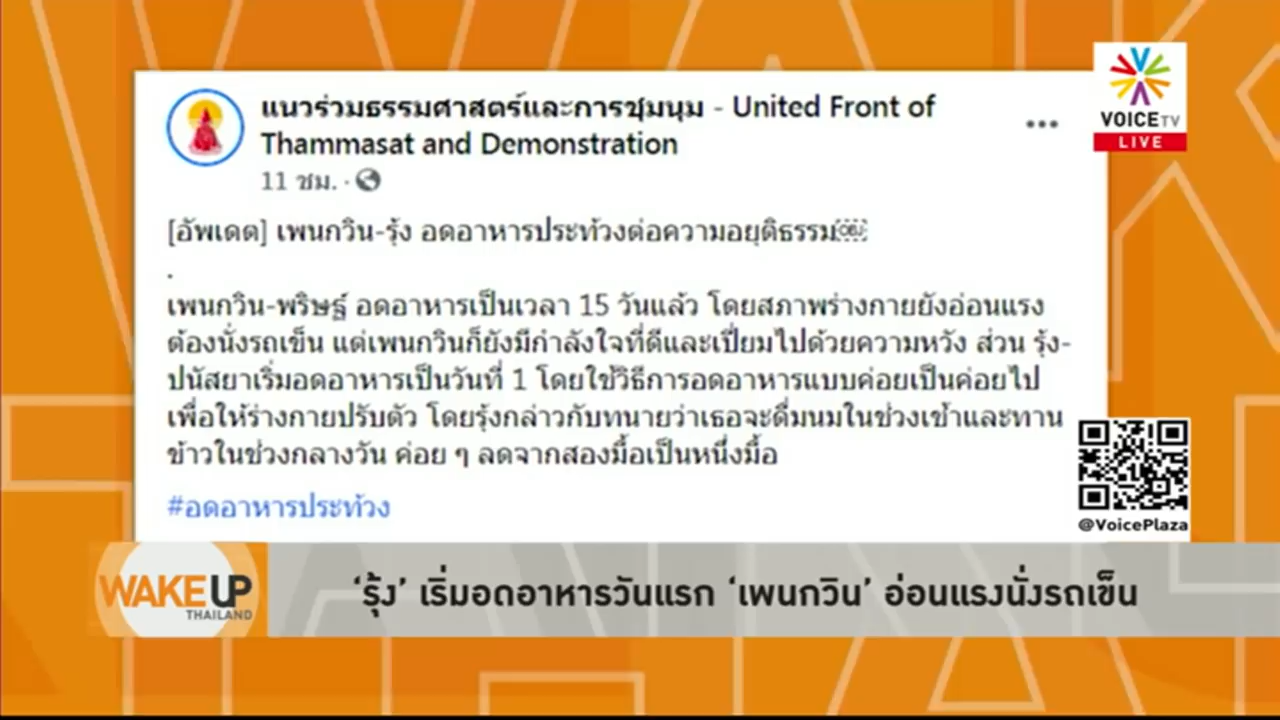 แนวร่วมธรรมศาสตร์และการชุมนุม - United Front of
Thammasat and Demonstration
11 ชม. ·
[อัพเดต] เพนกวิน-รุ้ง อดอาหารประท้วงต่อความอยุติธรรม￼
.
เพนกวิน-พริษฐ์ อดอาหารเป็นเวลา 15 วันแล้ว โดยสภาพร่างกายยังอ่อนแรง
ต้องนั่งรถเข็น แต่เพนกวินก็ยังมีกำลังใจที่ดีและเปี่ยมไปด้วยความหวัง ส่วน รุ้ง-
ปนัสยาเริ่มอดอาหารเป็นวันที่ 1 โดยใช้วิธีการอดอาหารแบบค่อยเป็นค่อยไป
เพื่อให้ร่างกายปรับตัว โดยรุ้งกล่าวกับทนายว่าเธอจะดื่มนมในช่วงเช้าและทาน
ข้าวในช่วงกลางวัน ค่อย ๆ ลดจากสองมื้อเป็นหนึ่งมื้อ
#อดอาหารประท้วง
VOICE TV
LIVE
@VoicePlaza
WAKE UP
THAILAND
‘รุ้ง’ เริ่มอดอาหารวันแรก ‘เพนกวิน’ อ่อนแรงนั่งรถเข็น